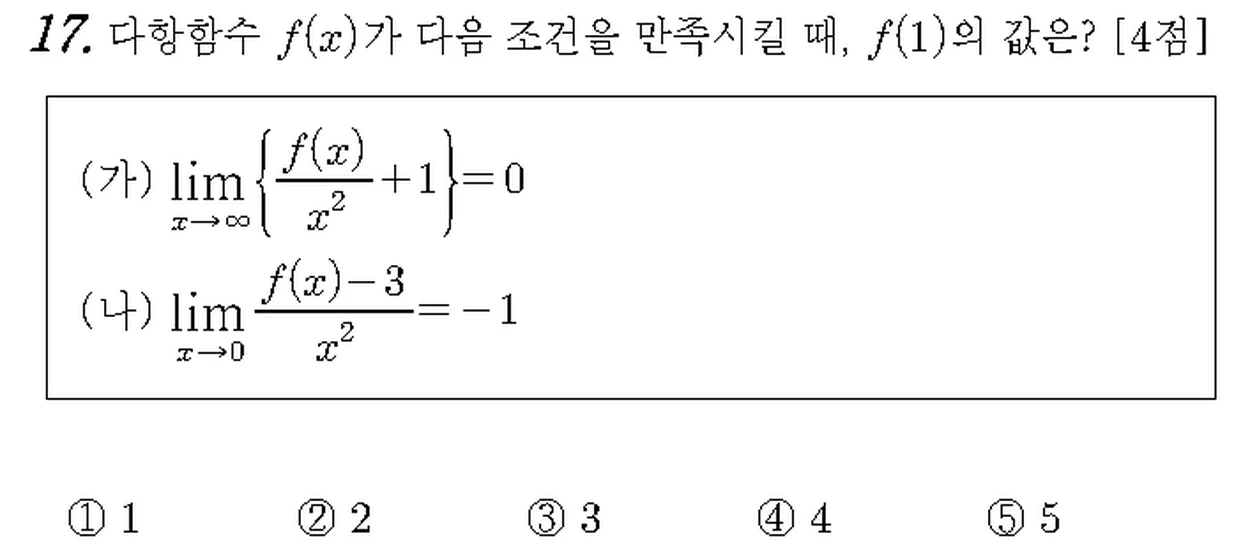 17. 다항함수 f(x)가 다음 조건을 만족시킬 때, f(1)의 값은? [4점]
(가) lim_{x→∞} { f(x)/x² + 1 } = 0
(나) lim_{x→0} (f(x) − 3)/x² = −1
① 1 ② 2 ③ 3 ④ 4 ⑤ 5